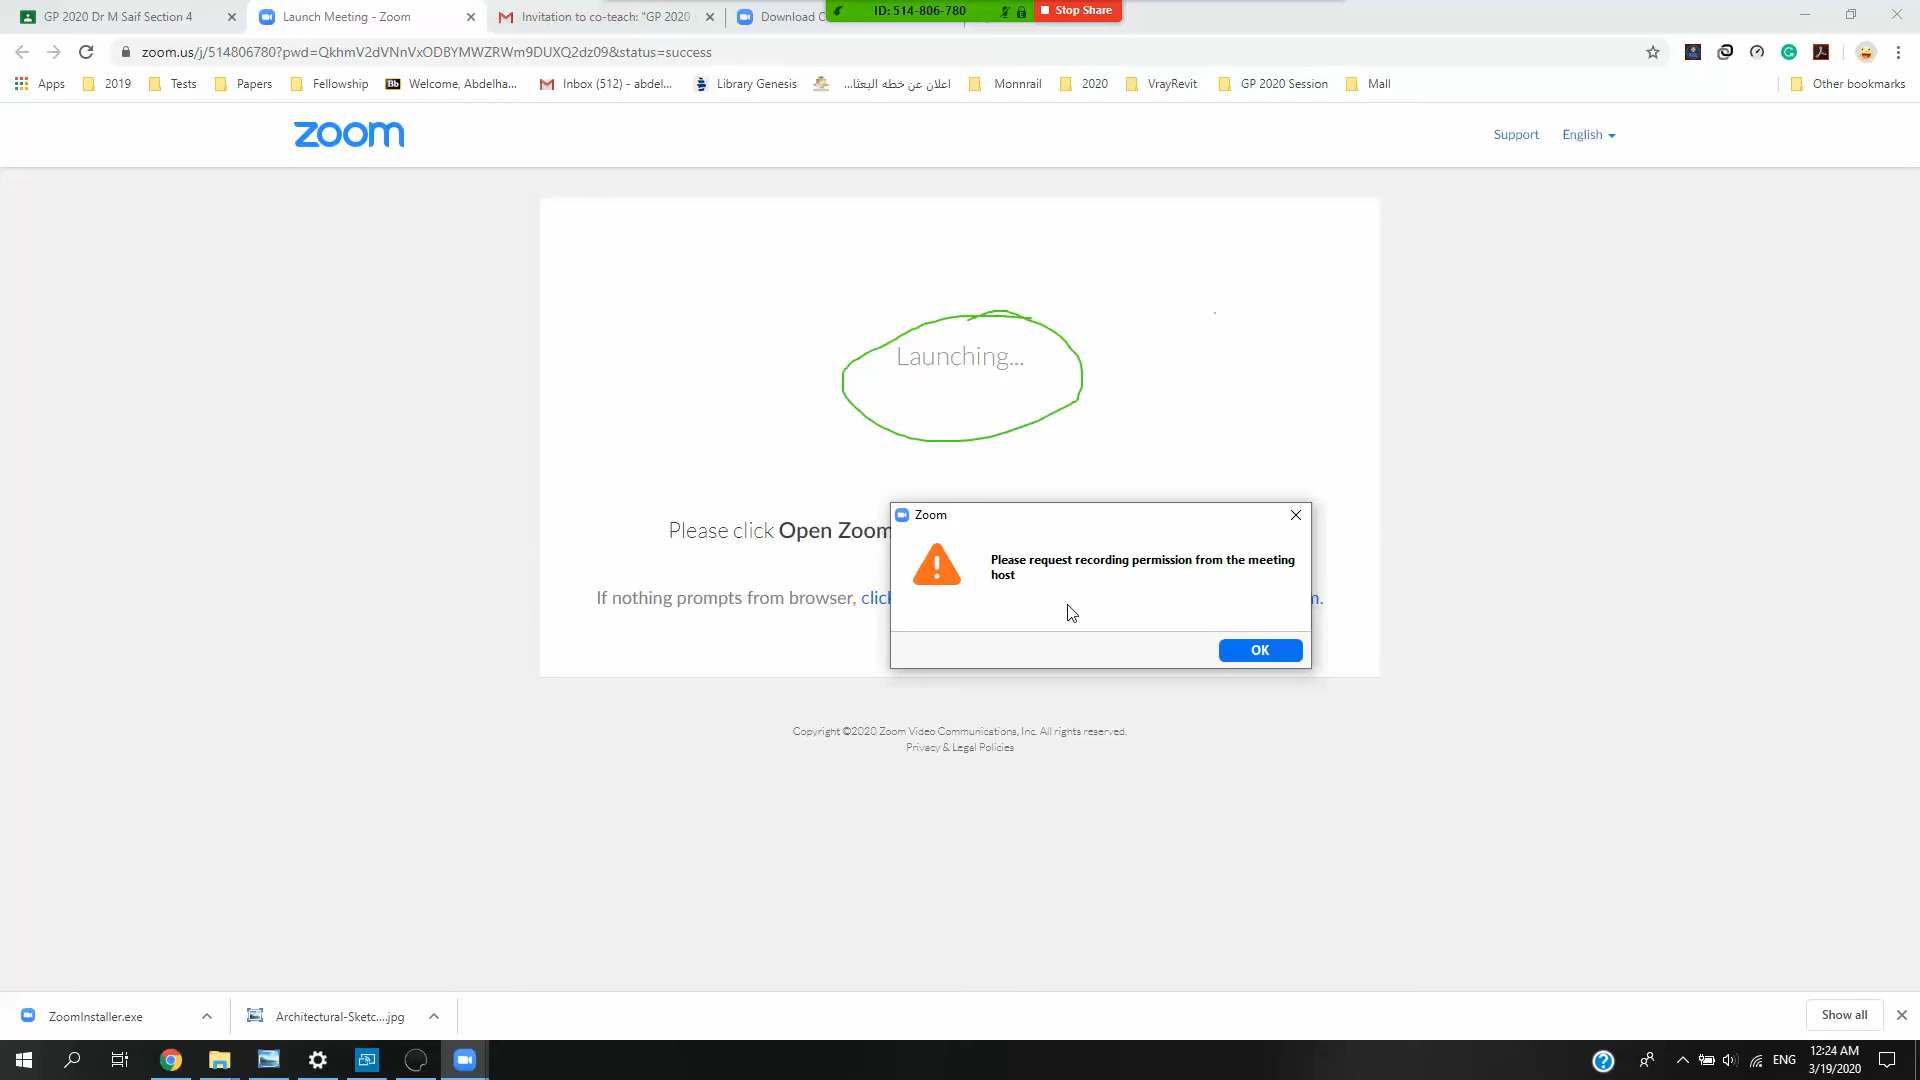 GP 2020 Dr M Saif Section 4
Launch Meeting - Zoom
Invitation to co-teach: "GP 2020
Download C
ID: 514-806-780
Stop Share
zoom.us/j/514806780?pwd=QkhmV2dVNnVxODBYMWZRWm9DUXQ2dz09&status=success
Apps
2019
Tests
Papers
Fellowship
Bb
Welcome, Abdelha...
Inbox (512) - abdel...
Library Genesis
اعلان عن خطه البعثا...
Monnrail
2020
VrayRevit
GP 2020 Session
Mall
Other bookmarks
zoom
Support
English
Launching...
Please click Open Zoom
If nothing prompts from browser,
Zoom
Please request recording permission from the meeting
host
OK
Copyright ©2020 Zoom Video Communications, Inc. All rights reserved.
Privacy & Legal Policies
ZoomInstaller.exe
Architectural-Sketc....jpg
Show all
ENG
12:24 AM
3/19/2020